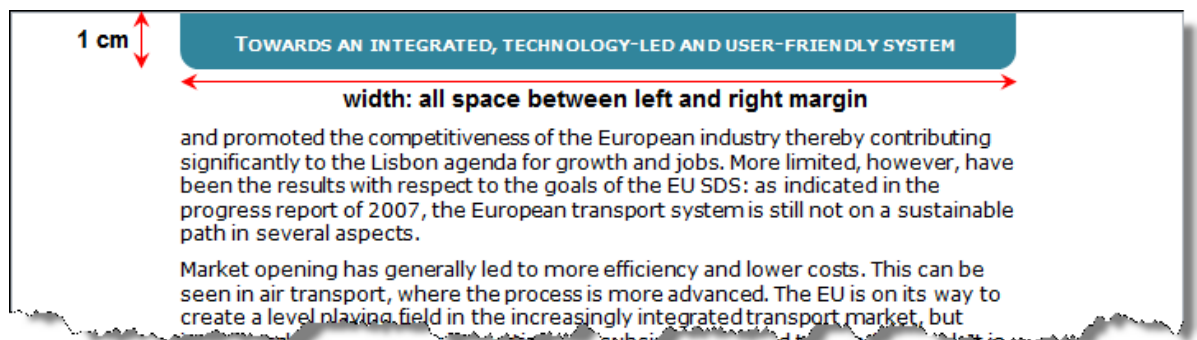 1 cm
TOWARDS AN INTEGRATED, TECHNOLOGY-LED AND USER-FRIENDLY SYSTEM
width: all space between left and right margin
and promoted the competitiveness of the European industry thereby contributing
significantly to the Lisbon agenda for growth and jobs. More limited, however, have
been the results with respect to the goals of the EU SDS: as indicated in the
progress report of 2007, the European transport system is still not on a sustainable
path in several aspects.
Market opening has generally led to more efficiency and lower costs. This can be
seen in air transport, where the process is more advanced. The EU is on its way to
create a level playing field in the increasingly integrated transport market, but